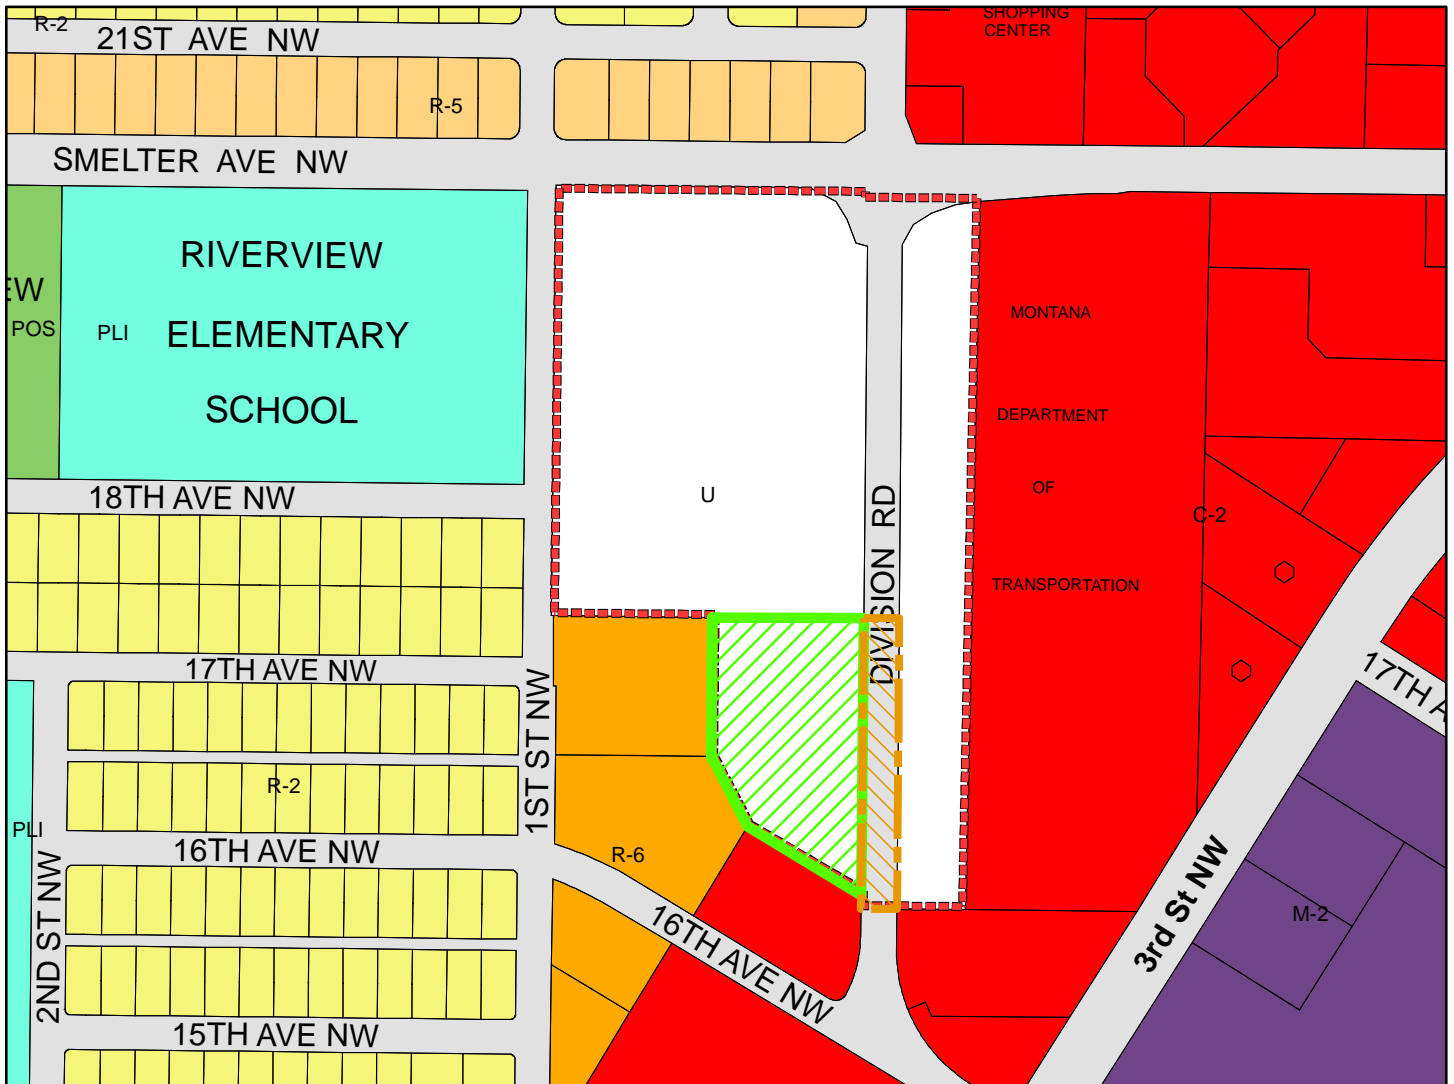 R-2
21ST AVE NW
SHOPPING
CENTER
R-5
SMELTER AVE NW
RIVERVIEW
ELEMENTARY
SCHOOL
EW
POS
PLI
MONTANA
DEPARTMENT
OF
TRANSPORTATION
U
18TH AVE NW
DIVISION RD
C-2
17TH AVE NW
1ST ST NW
17TH A
R-2
PLI
16TH AVE NW
R-6
2ND ST NW
16TH AVE NW
3rd St NW
M-2
15TH AVE NW